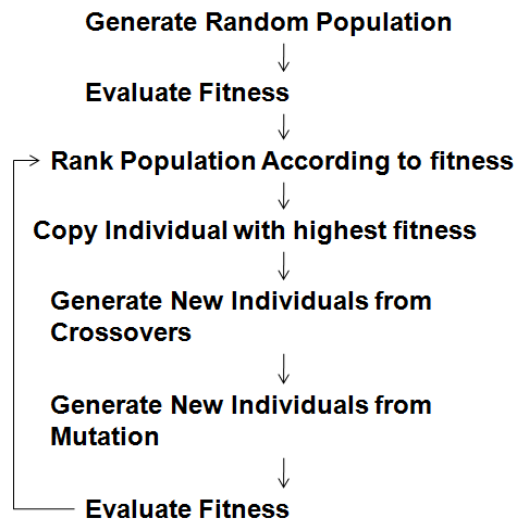 Generate Random Population
Evaluate Fitness
Rank Population According to fitness
Copy Individual with highest fitness
Generate New Individuals from
Crossovers
Generate New Individuals from
Mutation
Evaluate Fitness